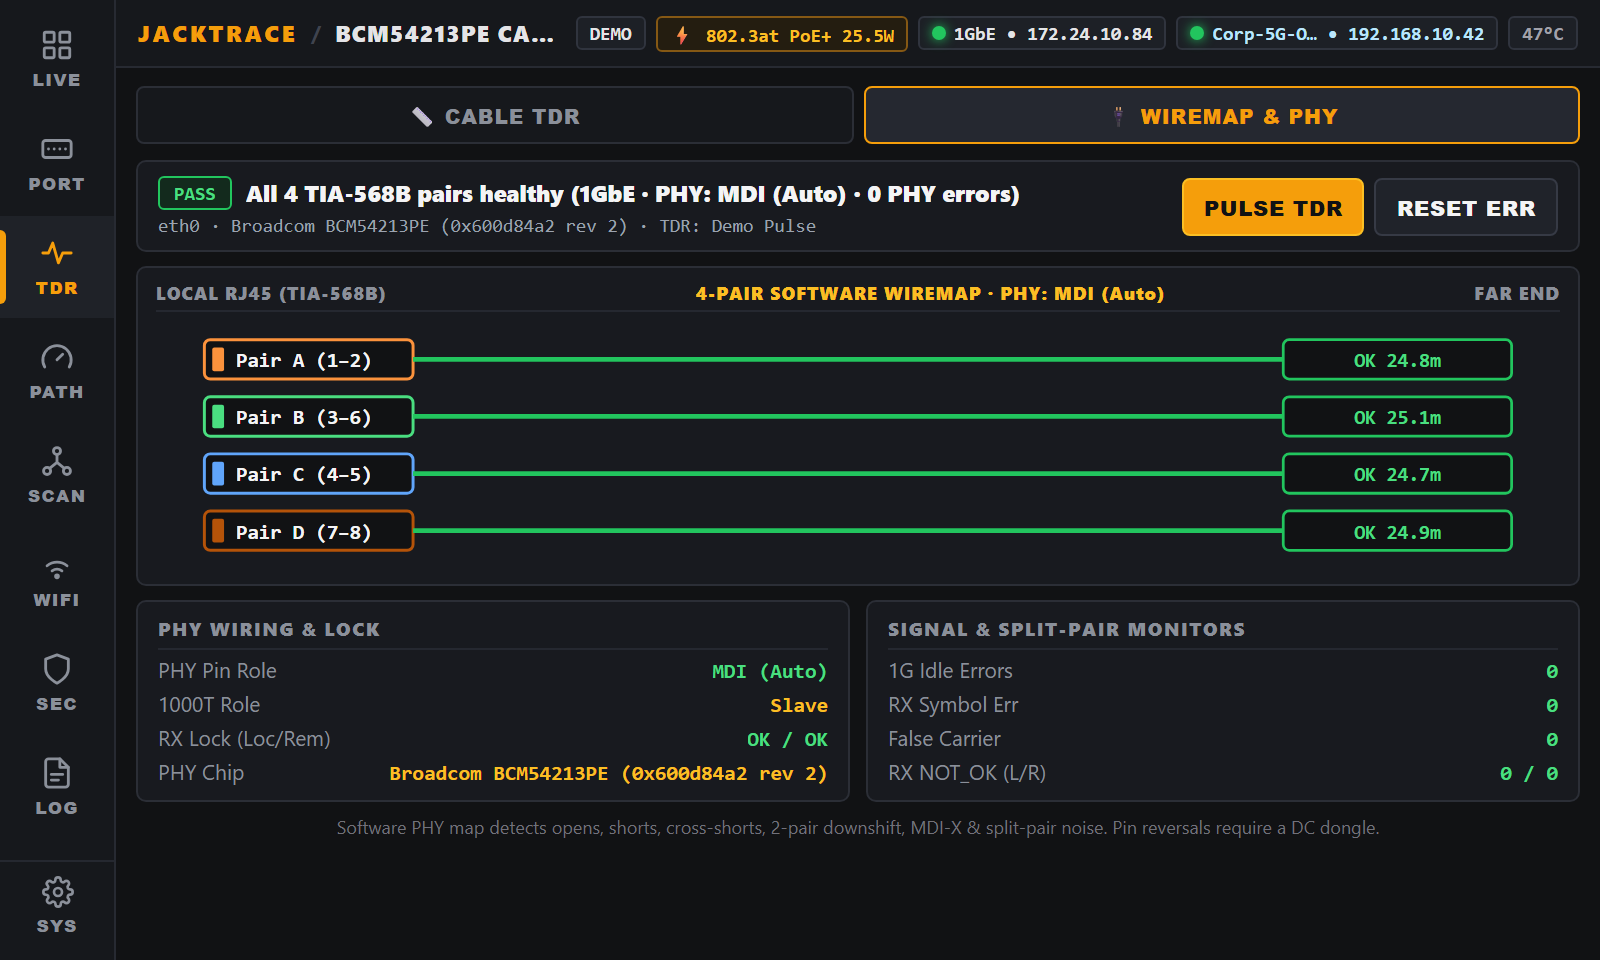 JACKTRACE / BCM54213PE CA...
DEMO
802.3at PoE+ 25.5W
1GbE • 172.24.10.84
Corp-5G-O… • 192.168.10.42
47°C
LIVE
PORT
TDR
PATH
SCAN
WIFI
SEC
LOG
SYS
CABLE TDR
WIREMAP & PHY
PASS All 4 TIA-568B pairs healthy (1GbE · PHY: MDI (Auto) · 0 PHY errors)
eth0 · Broadcom BCM54213PE (0x600d84a2 rev 2) · TDR: Demo Pulse
PULSE TDR
RESET ERR
LOCAL RJ45 (TIA-568B)
4-PAIR SOFTWARE WIREMAP · PHY: MDI (Auto)
FAR END
Pair A (1–2)
OK 24.8m
Pair B (3–6)
OK 25.1m
Pair C (4–5)
OK 24.7m
Pair D (7–8)
OK 24.9m
PHY WIRING & LOCK
PHY Pin Role MDI (Auto)
1000T Role Slave
RX Lock (Loc/Rem) OK / OK
PHY Chip Broadcom BCM54213PE (0x600d84a2 rev 2)
SIGNAL & SPLIT-PAIR MONITORS
1G Idle Errors 0
RX Symbol Err 0
False Carrier 0
RX NOT_OK (L/R) 0 / 0
Software PHY map detects opens, shorts, cross-shorts, 2-pair downshift, MDI-X & split-pair noise. Pin reversals require a DC dongle.